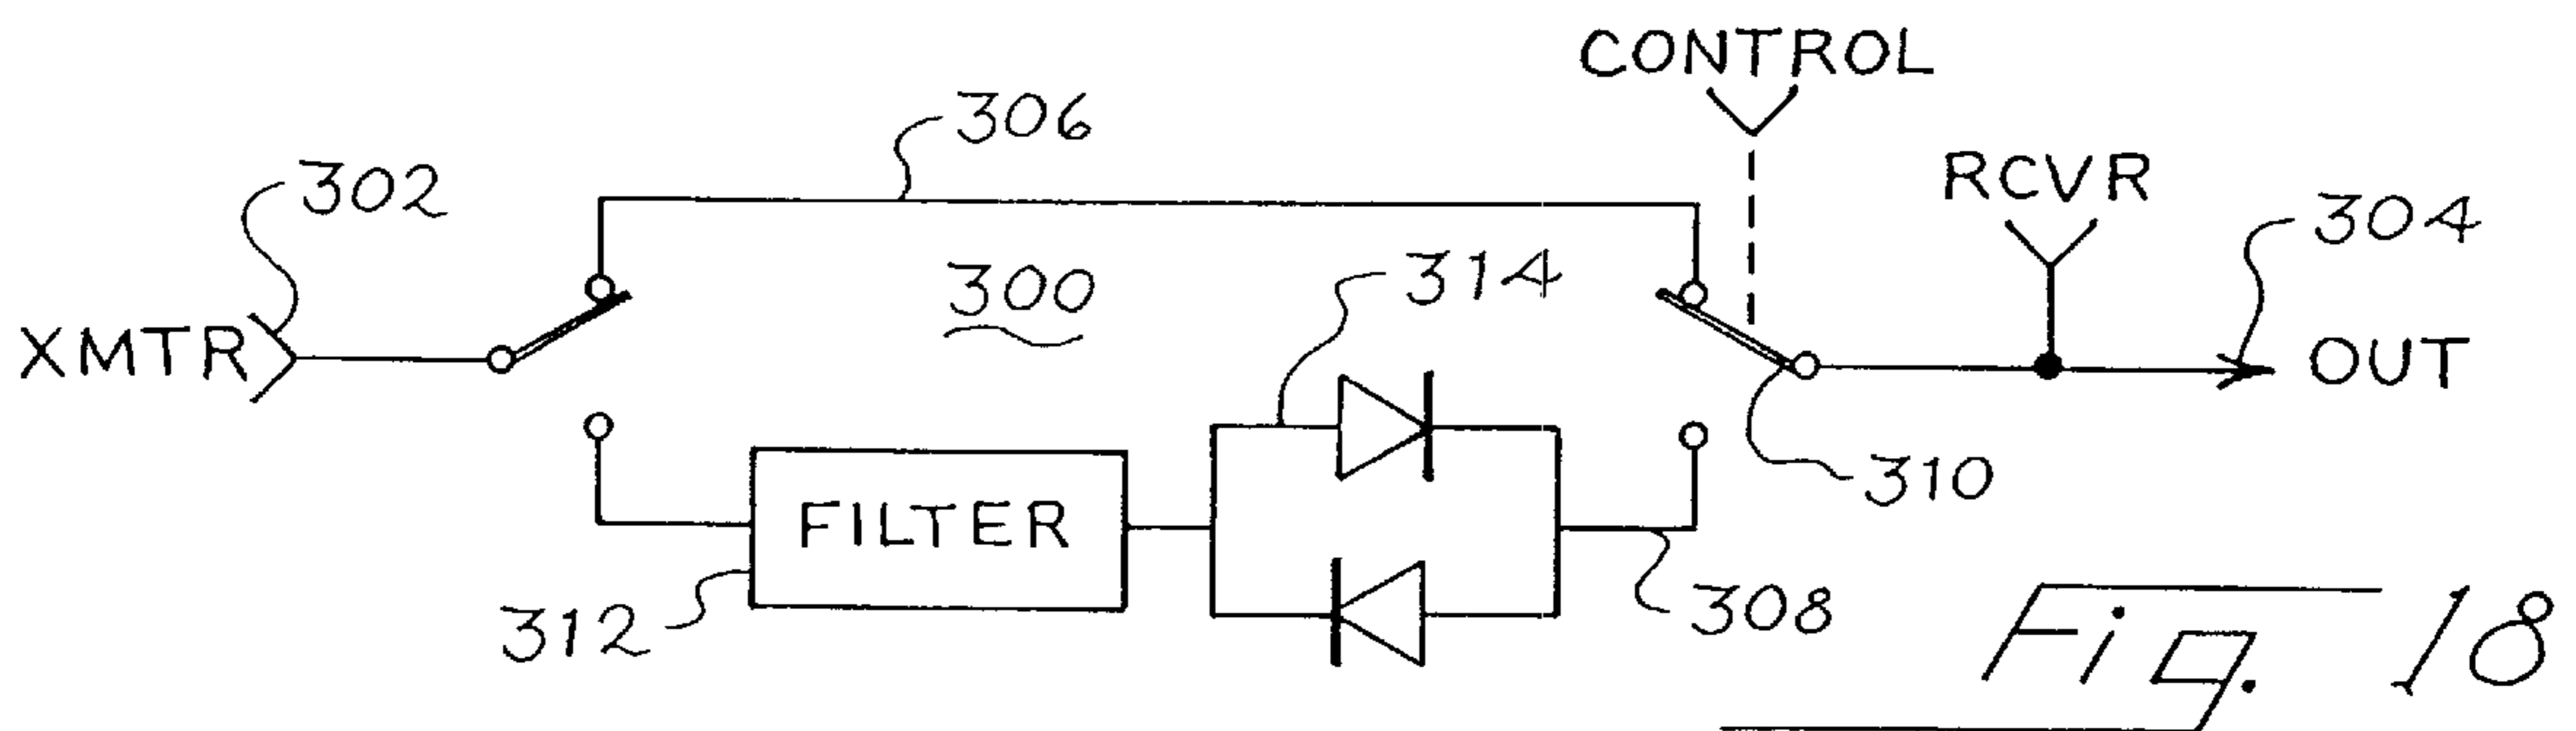 CONTROL
306
RCVR
302
304
300
314
XMTR
OUT
310
FILTER
312
308
Fig. 18